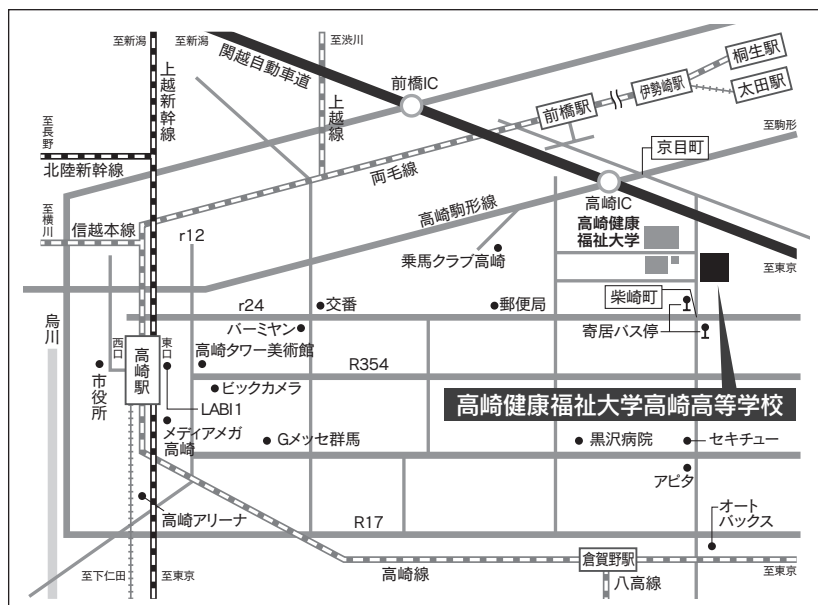 至新潟
至新潟
至渋川
関越自動車道
上越新幹線
上越線
前橋IC
桐生駅
伊勢崎駅
太田駅
前橋駅
至長野
北陸新幹線
両毛線
京目町
至駒形
至横川
信越本線
高崎駒形線
高崎IC
高崎健康
福祉大学
r12
乗馬クラブ高崎
至東京
r24
交番
郵便局
柴崎町
烏川
バーミヤン
寄居バス停
西口
高崎駅
東口
高崎タワー美術館
R354
市役所
ビックカメラ
LABI1
高崎健康福祉大学高崎高等学校
メディアメガ
高崎
Gメッセ群馬
黒沢病院
セキチュー
アピタ
高崎アリーナ
R17
オート
バックス
至下仁田
至東京
高崎線
倉賀野駅
八高線
至東京